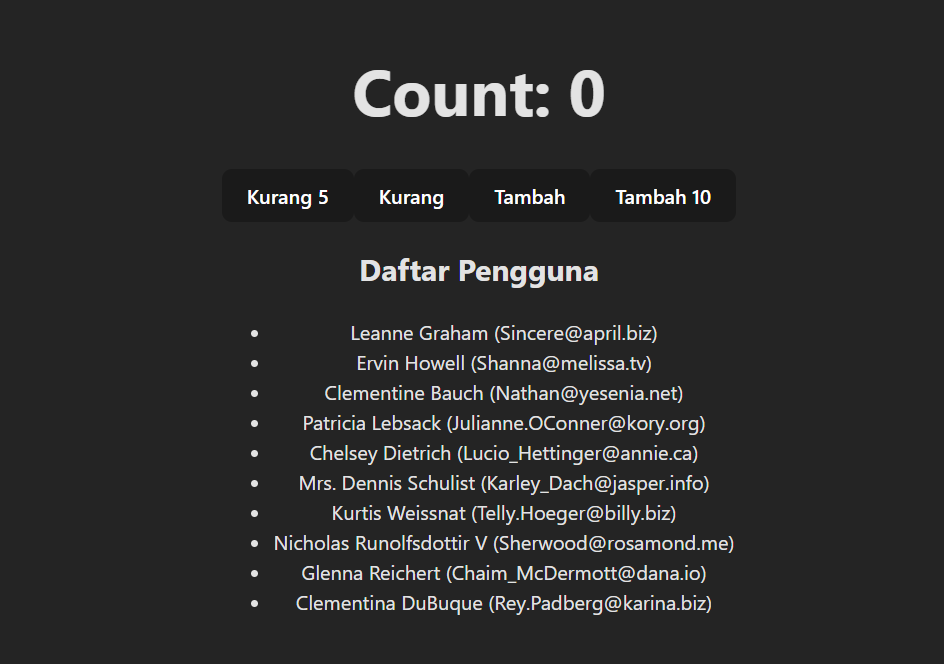 Count: 0
Kurang 5 Kurang Tambah Tambah 10
Daftar Pengguna
Leanne Graham (Sincere@april.biz)
Ervin Howell (Shanna@melissa.tv)
Clementine Bauch (Nathan@yesenia.net)
Patricia Lebsack (Julianne.OConner@kory.org)
Chelsey Dietrich (Lucio_Hettinger@annie.ca)
Mrs. Dennis Schulist (Karley_Dach@jasper.info)
Kurtis Weissnat (Telly.Hoeger@billy.biz)
Nicholas Runolfsdottir V (Sherwood@rosamond.me)
Glenna Reichert (Chaim_McDermott@dana.io)
Clementina DuBuque (Rey.Padberg@karina.biz)